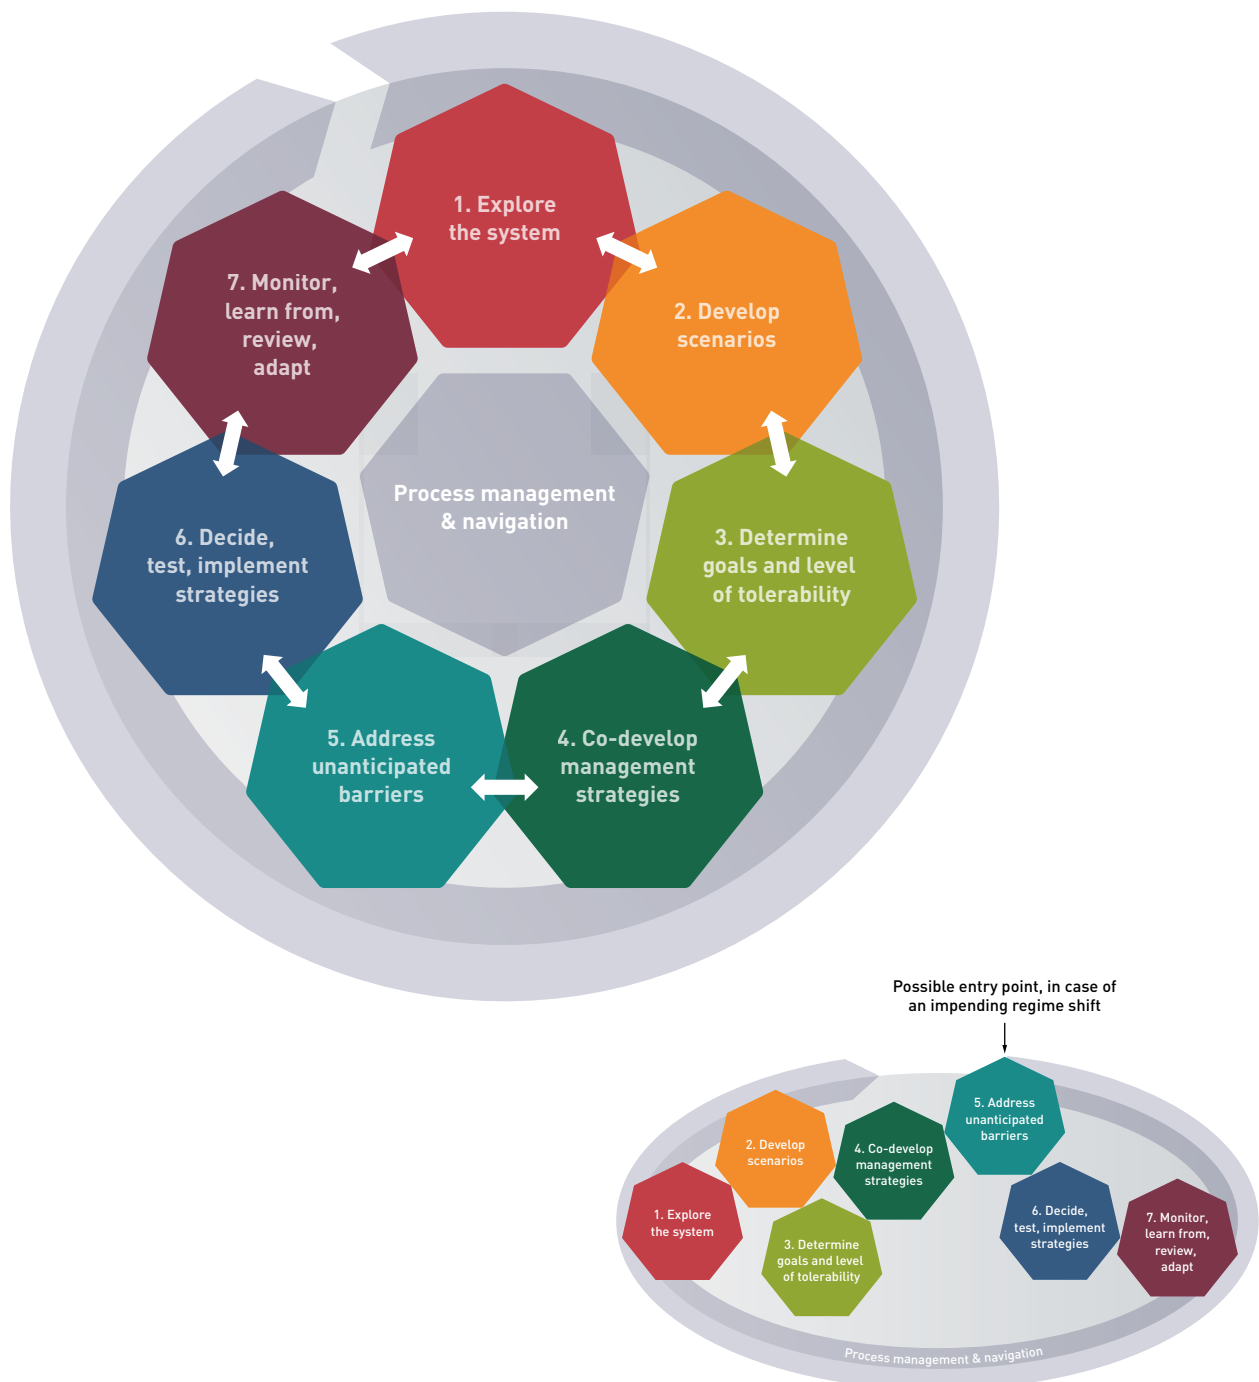 1. Explore
the system
2. Develop
scenarios
3. Determine
goals and level
of tolerability
4. Co-develop
management
strategies
5. Address
unanticipated
barriers
6. Decide,
test, implement
strategies
7. Monitor,
learn from,
review,
adapt
Process management
& navigation
Possible entry point, in case of
an impending regime shift
1. Explore
the system
2. Develop
scenarios
3. Determine
goals and level
of tolerability
4. Co-develop
management
strategies
5. Address
unanticipated
barriers
6. Decide,
test, implement
strategies
7. Monitor,
learn from,
review,
adapt
Process management & navigation